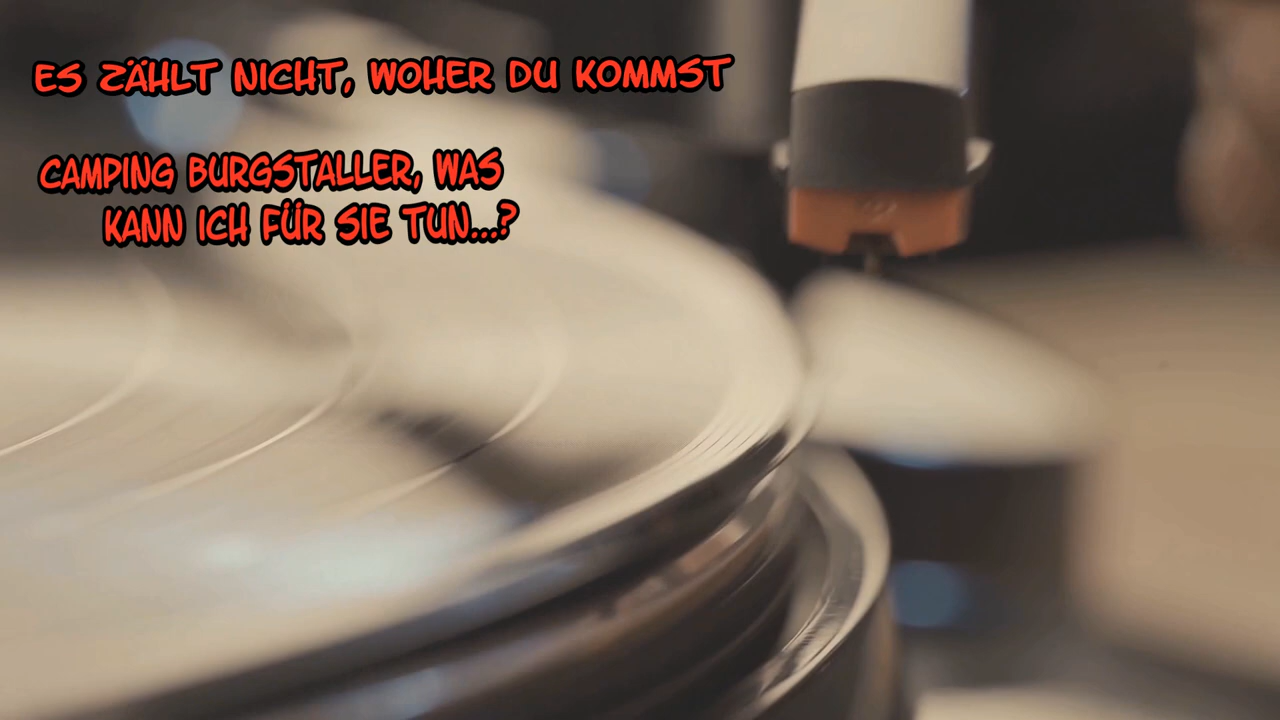 ES ZÄHLT NICHT, WOHER DU KOMMST
CAMPING BURGSTALLER, WAS
KANN ICH FÜR SIE TUN...?